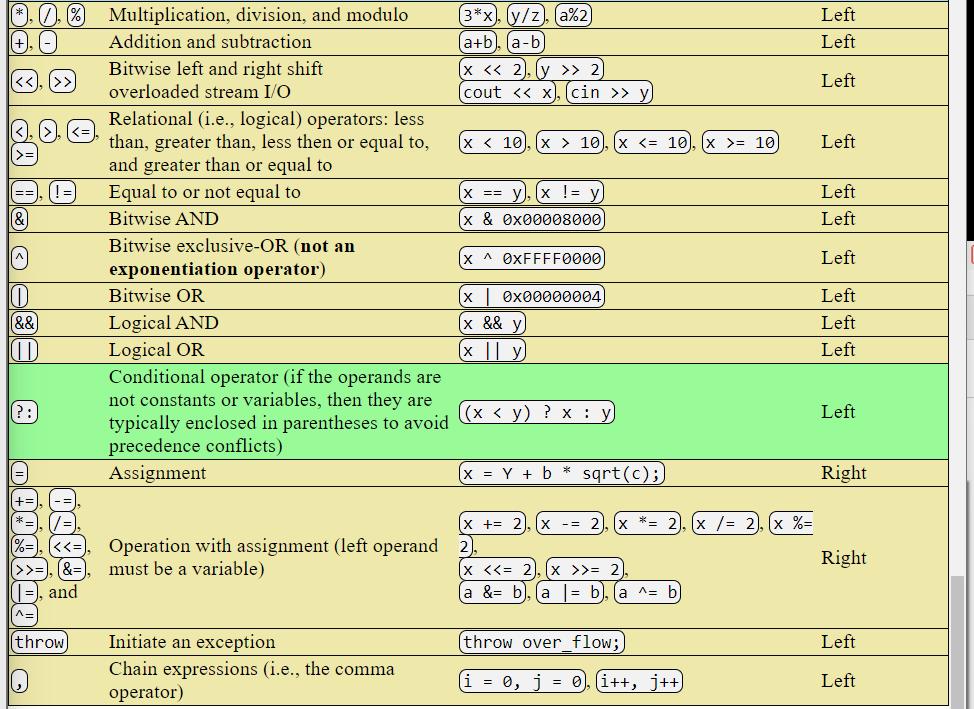 *, /, % Multiplication, division, and modulo 3*x, y/z, a%2 Left
+, - Addition and subtraction a+b, a-b Left
<<, >> Bitwise left and right shift
overloaded stream I/O x << 2, y >> 2
cout << x, cin >> y Left
<, >, <=,
>= Relational (i.e., logical) operators: less
than, greater than, less then or equal to,
and greater than or equal to x < 10, x > 10, x <= 10, x >= 10 Left
==, != Equal to or not equal to x == y, x != y Left
& Bitwise AND x & 0x00008000 Left
^ Bitwise exclusive-OR (not an
exponentiation operator) x ^ 0xFFFF0000 Left
| Bitwise OR x | 0x00000004 Left
&& Logical AND x && y Left
|| Logical OR x || y Left
?: Conditional operator (if the operands are
not constants or variables, then they are
typically enclosed in parentheses to avoid
precedence conflicts) (x < y) ? x : y Left
= Assignment x = Y + b * sqrt(c); Right
+=, -=,
*=, /=,
%=, <<=,
>>=, &=,
|=, and
^= Operation with assignment (left operand
must be a variable) x += 2, x -= 2, x *= 2, x /= 2, x %=
2,
x <<= 2, x >>= 2,
a &= b, a |= b, a ^= b Right
throw Initiate an exception throw over_flow; Left
, Chain expressions (i.e., the comma
operator) i = 0, j = 0, i++, j++ Left